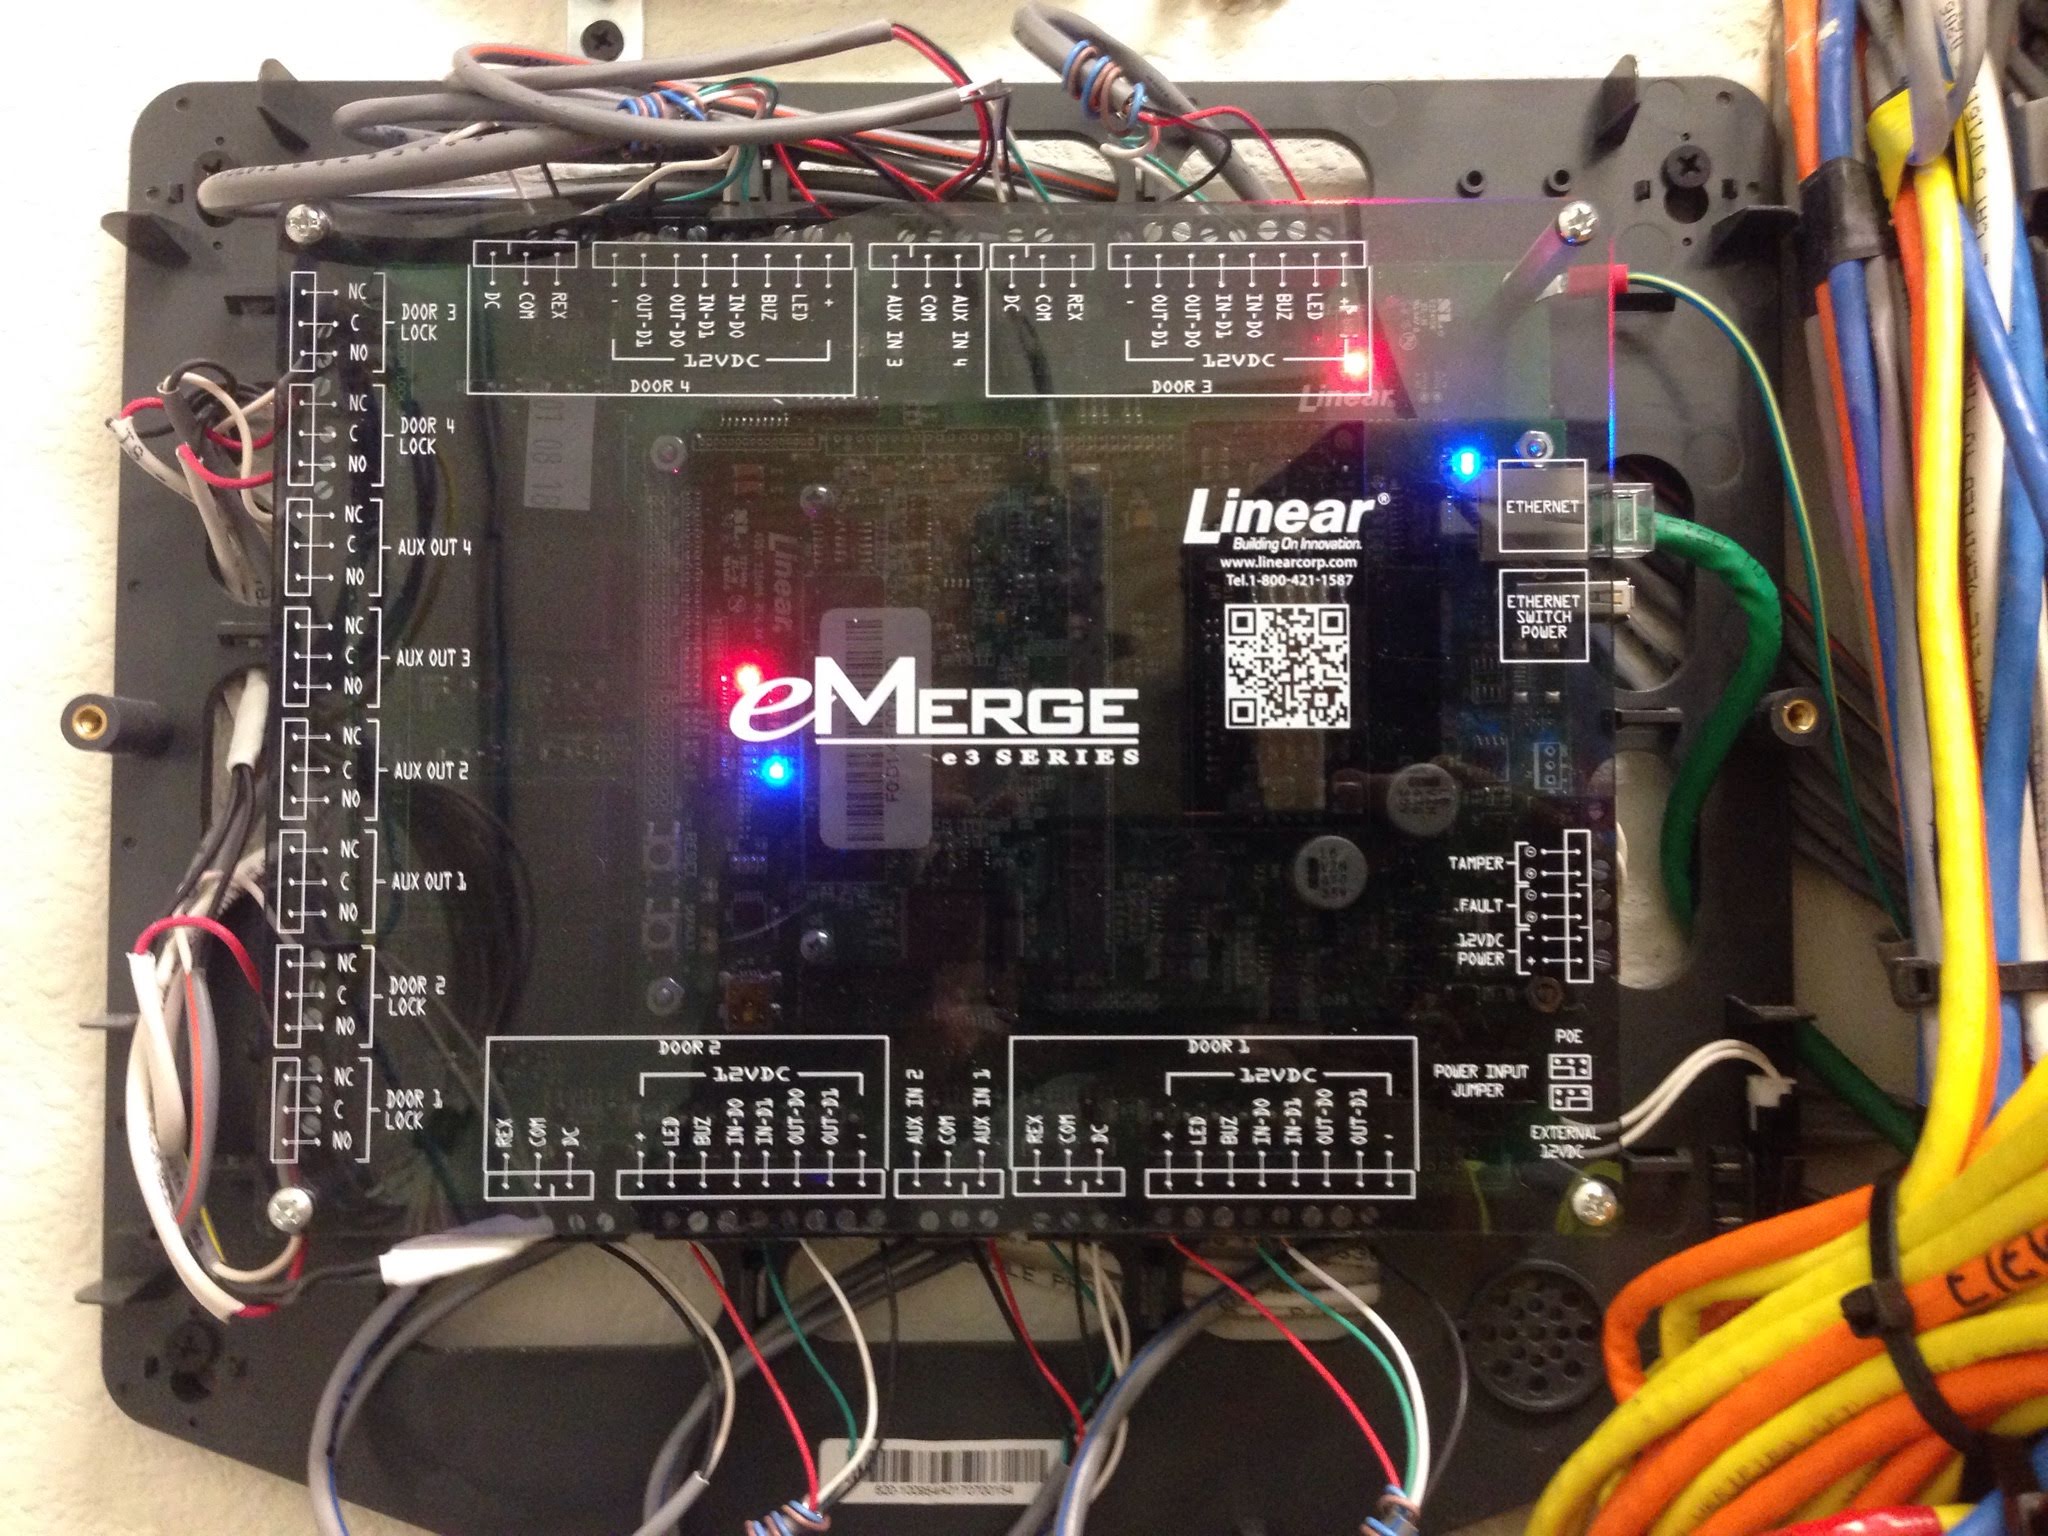 DC
COM
REX
-
OUT-D1
OUT-D0
IN-D1
IN-D0
BUZ
LED
+
12VDC
DOOR 4
AUX IN 3
COM
AUX IN 4
DC
COM
REX
-
OUT-D1
OUT-D0
IN-D1
IN-D0
BUZ
LED
+
12VDC
DOOR 3
Linear
NC
C
NO
DOOR 3
LOCK
NC
C
NO
DOOR 4
LOCK
NC
C
NO
AUX OUT 4
NC
C
NO
AUX OUT 3
NC
C
NO
AUX OUT 2
NC
C
NO
AUX OUT 1
NC
C
NO
DOOR 2
LOCK
NC
C
NO
DOOR 1
LOCK
Linear®
Building On Innovation.
www.linearcorp.com
Tel.1-800-421-1587
ETHERNET
ETHERNET
SWITCH
POWER
Linear
eMERGE
e3 SERIES
TAMPER
FAULT
12VDC
POWER
-
+
POE
POWER INPUT
JUMPER
EXTERNAL
12VDC
DOOR 2
12VDC
REX
COM
DC
+
LED
BUZ
IN-D0
IN-D1
OUT-D0
OUT-D1
-
AUX IN 2
COM
AUX IN 1
DOOR 1
12VDC
REX
COM
DC
+
LED
BUZ
IN-D0
IN-D1
OUT-D0
OUT-D1
-